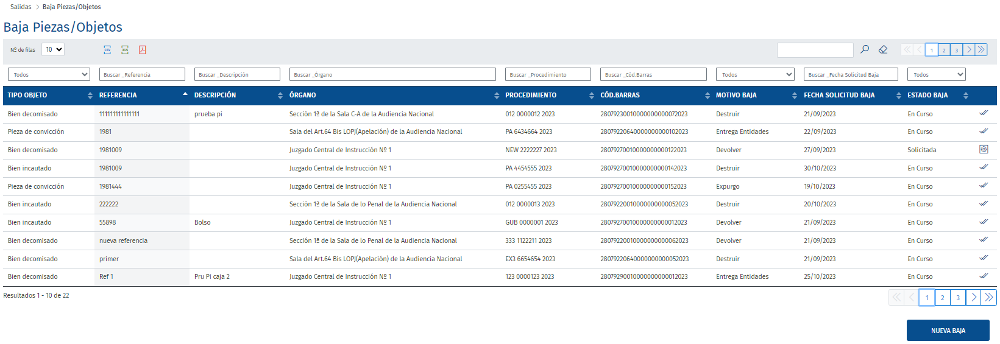 Salidas > Baja Piezas/Objetos
Baja Piezas/Objetos
Nº de filas 10 CSV XLS 1 2 3
Todos Buscar _Referencia Buscar _Descripción Buscar _Órgano Buscar _Procedimiento Buscar _Cód.Barras Todos Buscar _Fecha Solicitud Baja Todos
TIPO OBJETO REFERENCIA DESCRIPCIÓN ÓRGANO PROCEDIMIENTO CÓD.BARRAS MOTIVO BAJA FECHA SOLICITUD BAJA ESTADO BAJA
Bien decomisado 111111111111111 prueba pi Sección 1ª de la Sala C-A de la Audiencia Nacional 012 0000012 2023 28079230010000000000072023 Destruir 21/09/2023 En Curso
Pieza de convicción 1981 Sala del Art.64 Bis LOPJ(Apelación) de la Audiencia Nacional PA 6434664 2023 28079220640000000000102023 Entrega Entidades 22/09/2023 En Curso
Bien decomisado 1981009 Juzgado Central de Instrucción Nº 1 NEW 2222227 2023 28079270010000000000122023 Devolver 27/09/2023 Solicitada
Bien incautado 1981009 Juzgado Central de Instrucción Nº 1 PA 4454555 2023 28079270010000000000142023 Destruir 30/10/2023 En Curso
Pieza de convicción 1981444 Juzgado Central de Instrucción Nº 1 PA 0255455 2023 28079270010000000000152023 Expurgo 19/10/2023 En Curso
Bien incautado 222222 Sección 1ª de la Sala de lo Penal de la Audiencia Nacional 012 0000013 2023 28079220010000000000052023 Destruir 20/10/2023 En Curso
Bien incautado 55898 Bolso Juzgado Central de Instrucción Nº 1 GUB 0000001 2023 28079270010000000000012023 Devolver 21/09/2023 En Curso
Bien decomisado nueva referencia Sección 1ª de la Sala de lo Penal de la Audiencia Nacional 333 1122211 2023 28079220010000000000062023 Devolver 21/09/2023 En Curso
Bien decomisado primer Sala del Art.64 Bis LOPJ(Apelación) de la Audiencia Nacional EX3 6654654 2023 28079220640000000000052023 Destruir 21/09/2023 En Curso
Bien decomisado Ref 1 Pru Pi caja 2 Juzgado Central de Instrucción Nº 1 123 0000123 2023 28079290010000000000012023 Entrega Entidades 25/10/2023 En Curso
Resultados 1 - 10 de 22 1 2 3
NUEVA BAJA